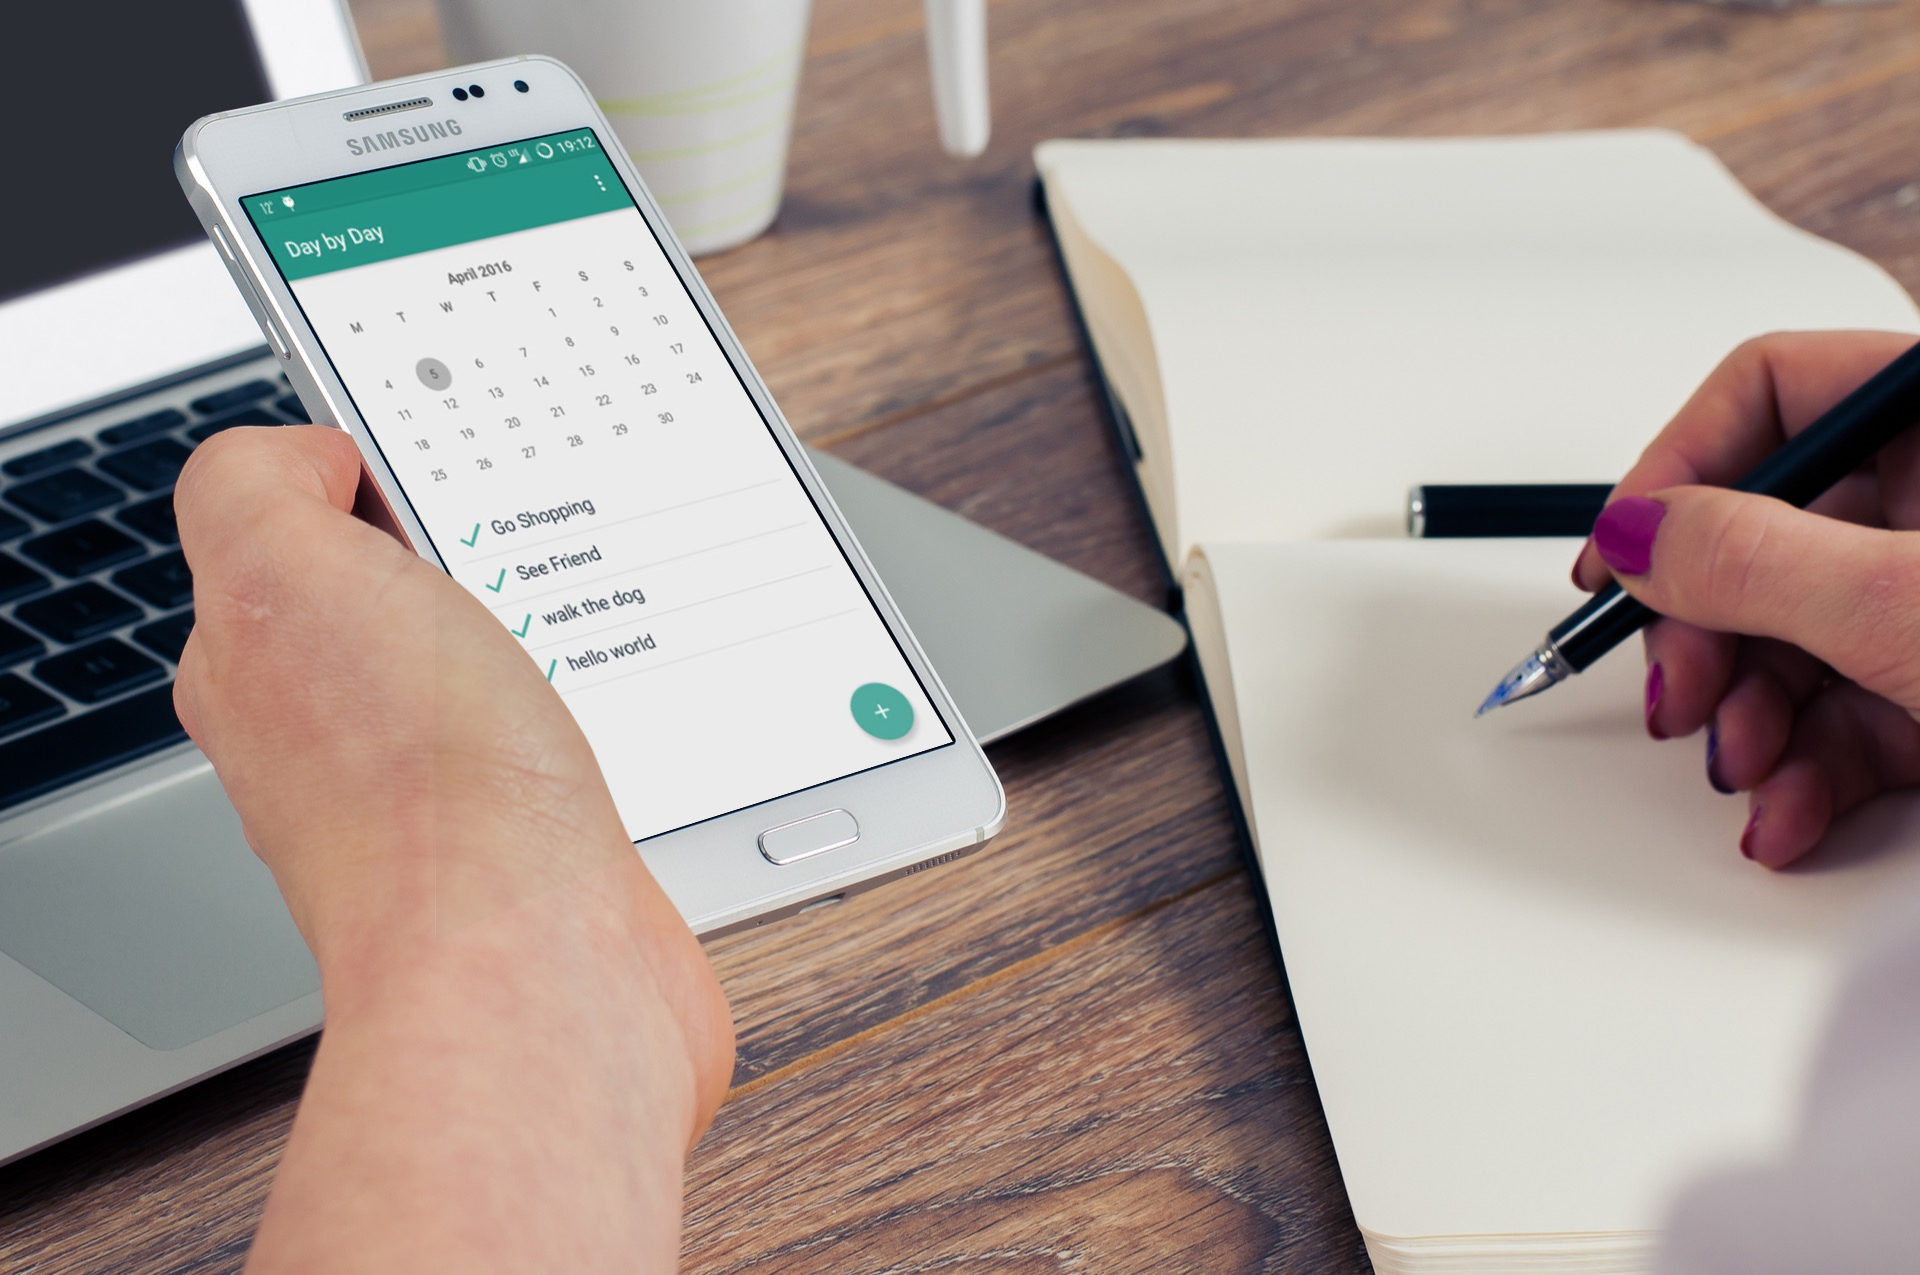 SAMSUNG
12° LTE 19:12
Day by Day
April 2016
M T W T F S S
1 2 3
4 5 6 7 8 9 10
11 12 13 14 15 16 17
18 19 20 21 22 23 24
25 26 27 28 29 30
Go Shopping
See Friend
walk the dog
hello world
+